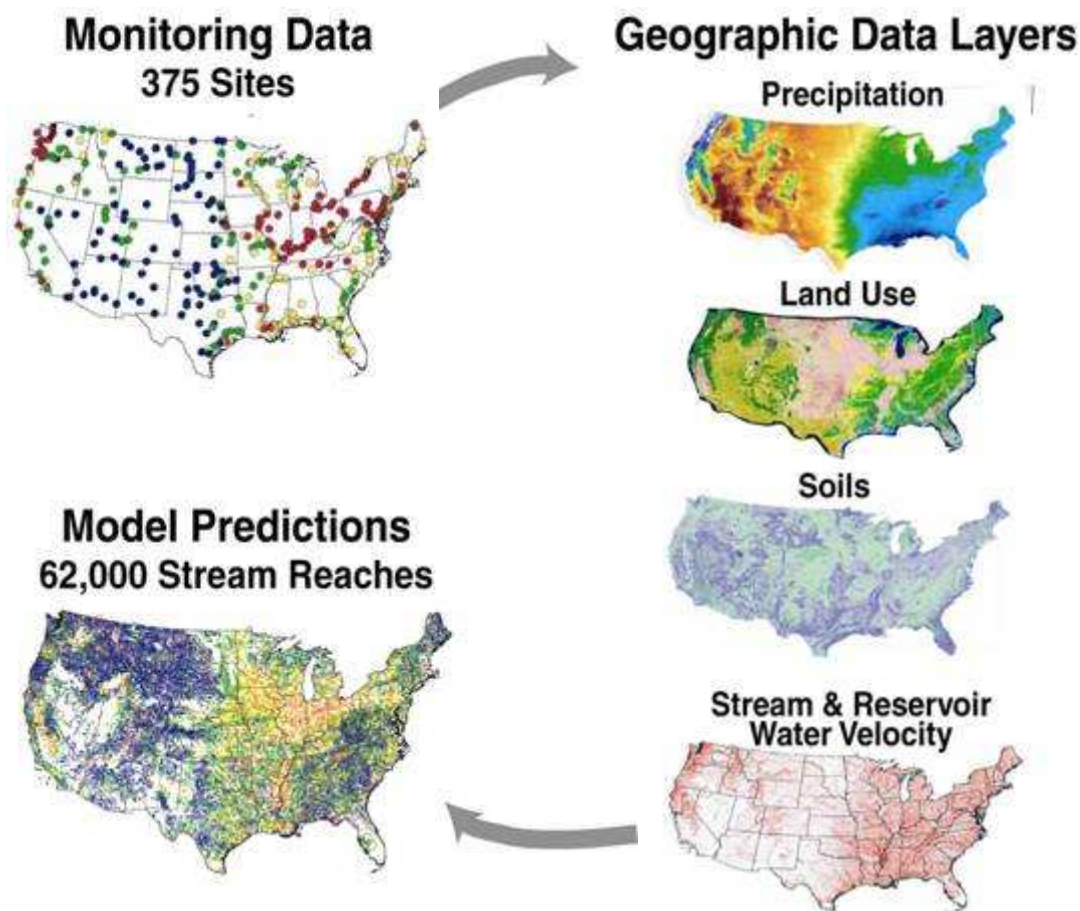 Monitoring Data
375 Sites
Geographic Data Layers
Precipitation
Land Use
Soils
Stream & Reservoir
Water Velocity
Model Predictions
62,000 Stream Reaches